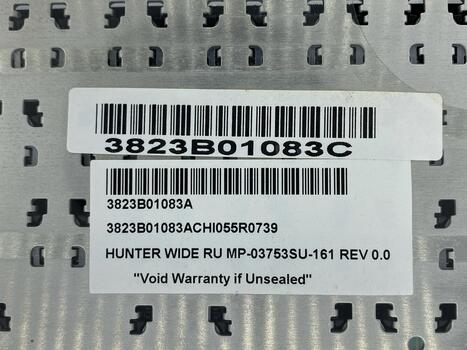 3823B01083C
3823B01083A
3823B01083ACHI055R0739
HUNTER WIDE RU MP-03753SU-161 REV 0.0
"Void Warranty if Unsealed"